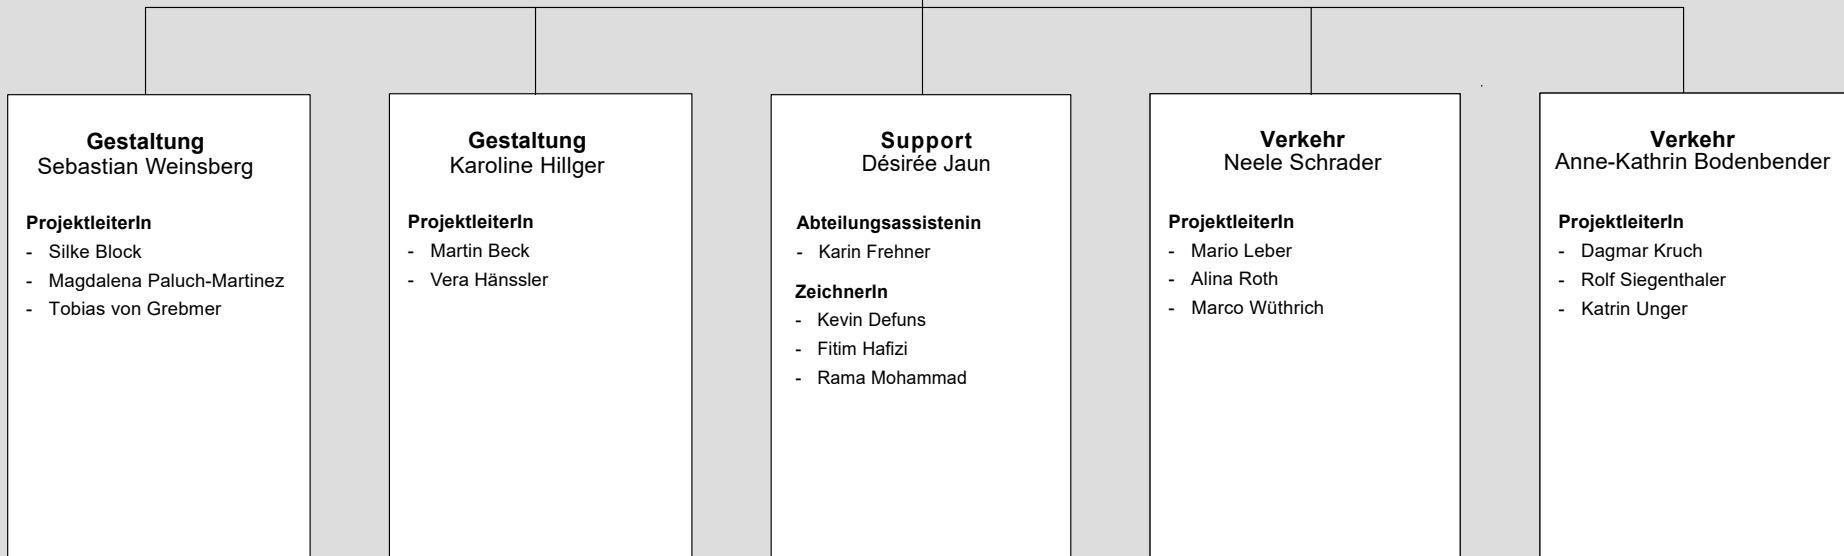 Gestaltung
Sebastian Weinsberg
ProjektleiterIn
- Silke Block
- Magdalena Paluch-Martinez
- Tobias von Grebmer
Gestaltung
Karoline Hillger
ProjektleiterIn
- Martin Beck
- Vera Hänssler
Support
Désirée Jaun
Abteilungsassistenin
- Karin Frehner
ZeichnerIn
- Kevin Defuns
- Fitim Hafizi
- Rama Mohammad
Verkehr
Neele Schrader
ProjektleiterIn
- Mario Leber
- Alina Roth
- Marco Wüthrich
Verkehr
Anne-Kathrin Bodenbender
ProjektleiterIn
- Dagmar Kruch
- Rolf Siegenthaler
- Katrin Unger